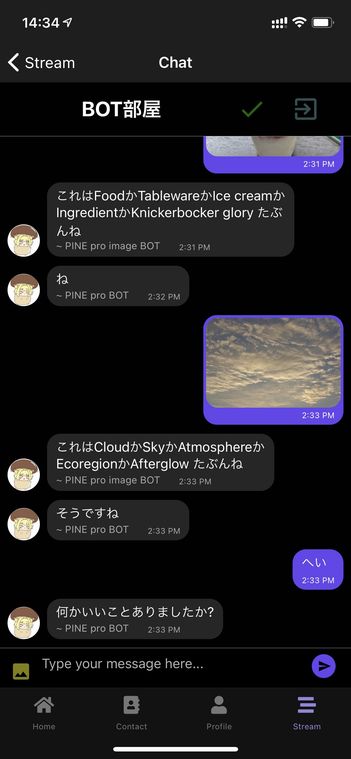 14:34
Stream
Chat
BOT部屋
2:31 PM
これはFoodかTablewareかIce creamか
IngredientかKnickerbocker glory たぶ
んね
~ PINE pro image BOT 2:31 PM
ね
~ PINE pro BOT 2:32 PM
2:33 PM
これはCloudかSkyかAtmosphereか
EcoregionかAfterglow たぶんね
~ PINE pro image BOT 2:33 PM
そうですね
~ PINE pro BOT 2:33 PM
へい
2:33 PM
何かいいことありましたか?
~ PINE pro BOT 2:33 PM
Type your message here...
Home
Contact
Profile
Stream